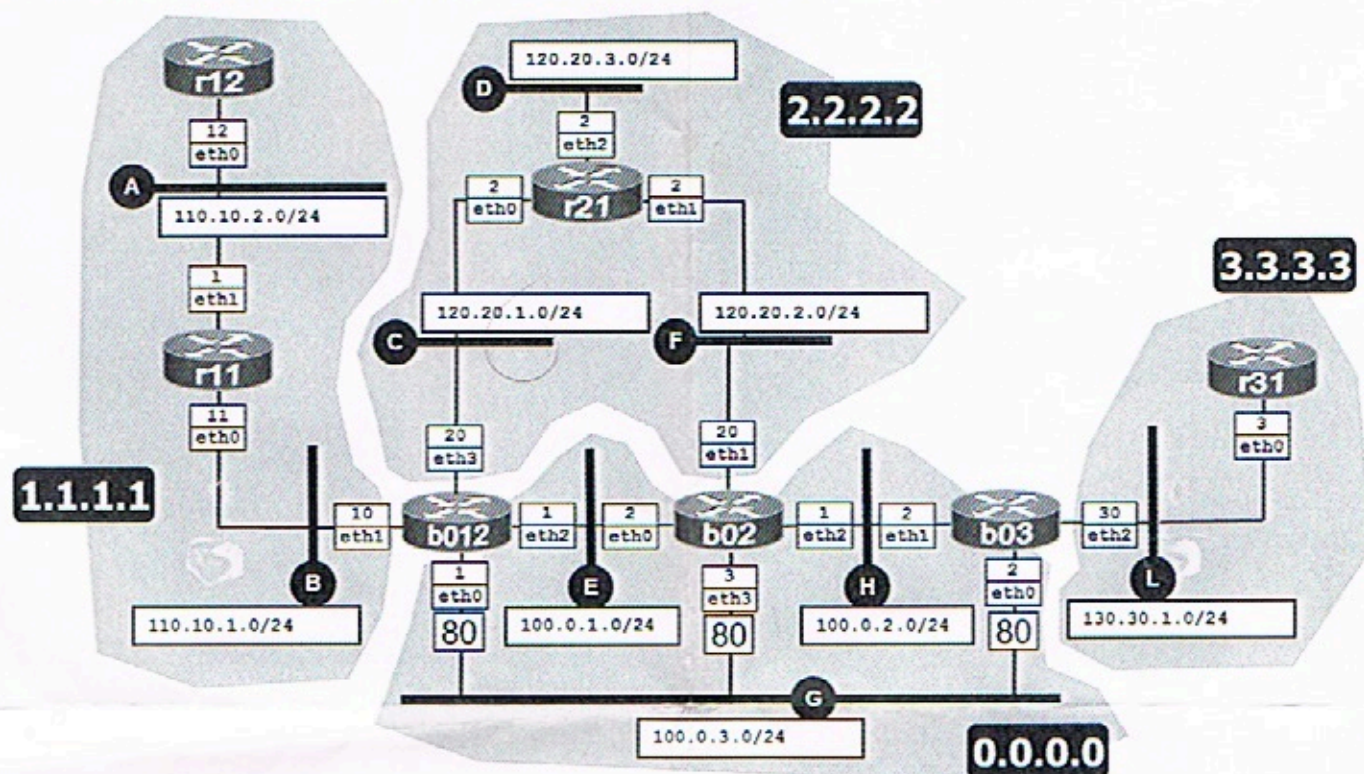 r12
120.20.3.0/24
D
2.2.2.2
12
eth0
2
eth2
A
2
eth0
r21
2
eth1
110.10.2.0/24
3.3.3.3
1
eth1
120.20.1.0/24
120.20.2.0/24
C
F
r11
r31
11
eth0
20
eth3
20
eth1
3
eth0
1.1.1.1
10
eth1
b012
1
eth2
2
eth0
b02
1
eth2
2
eth1
b03
30
eth2
B
1
eth0
E
3
eth3
H
2
eth0
L
110.10.1.0/24
80
100.0.1.0/24
80
100.0.2.0/24
80
130.30.1.0/24
G
100.0.3.0/24
0.0.0.0